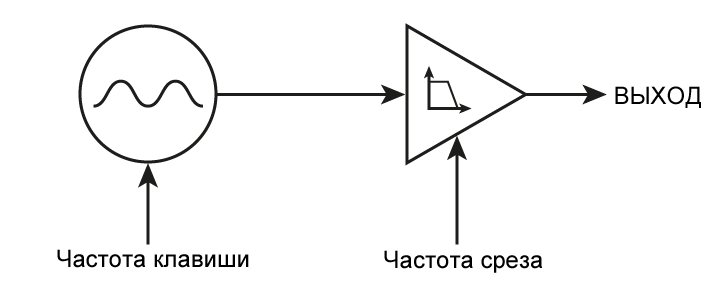 ВЫХОД
Частота клавиши
Частота среза